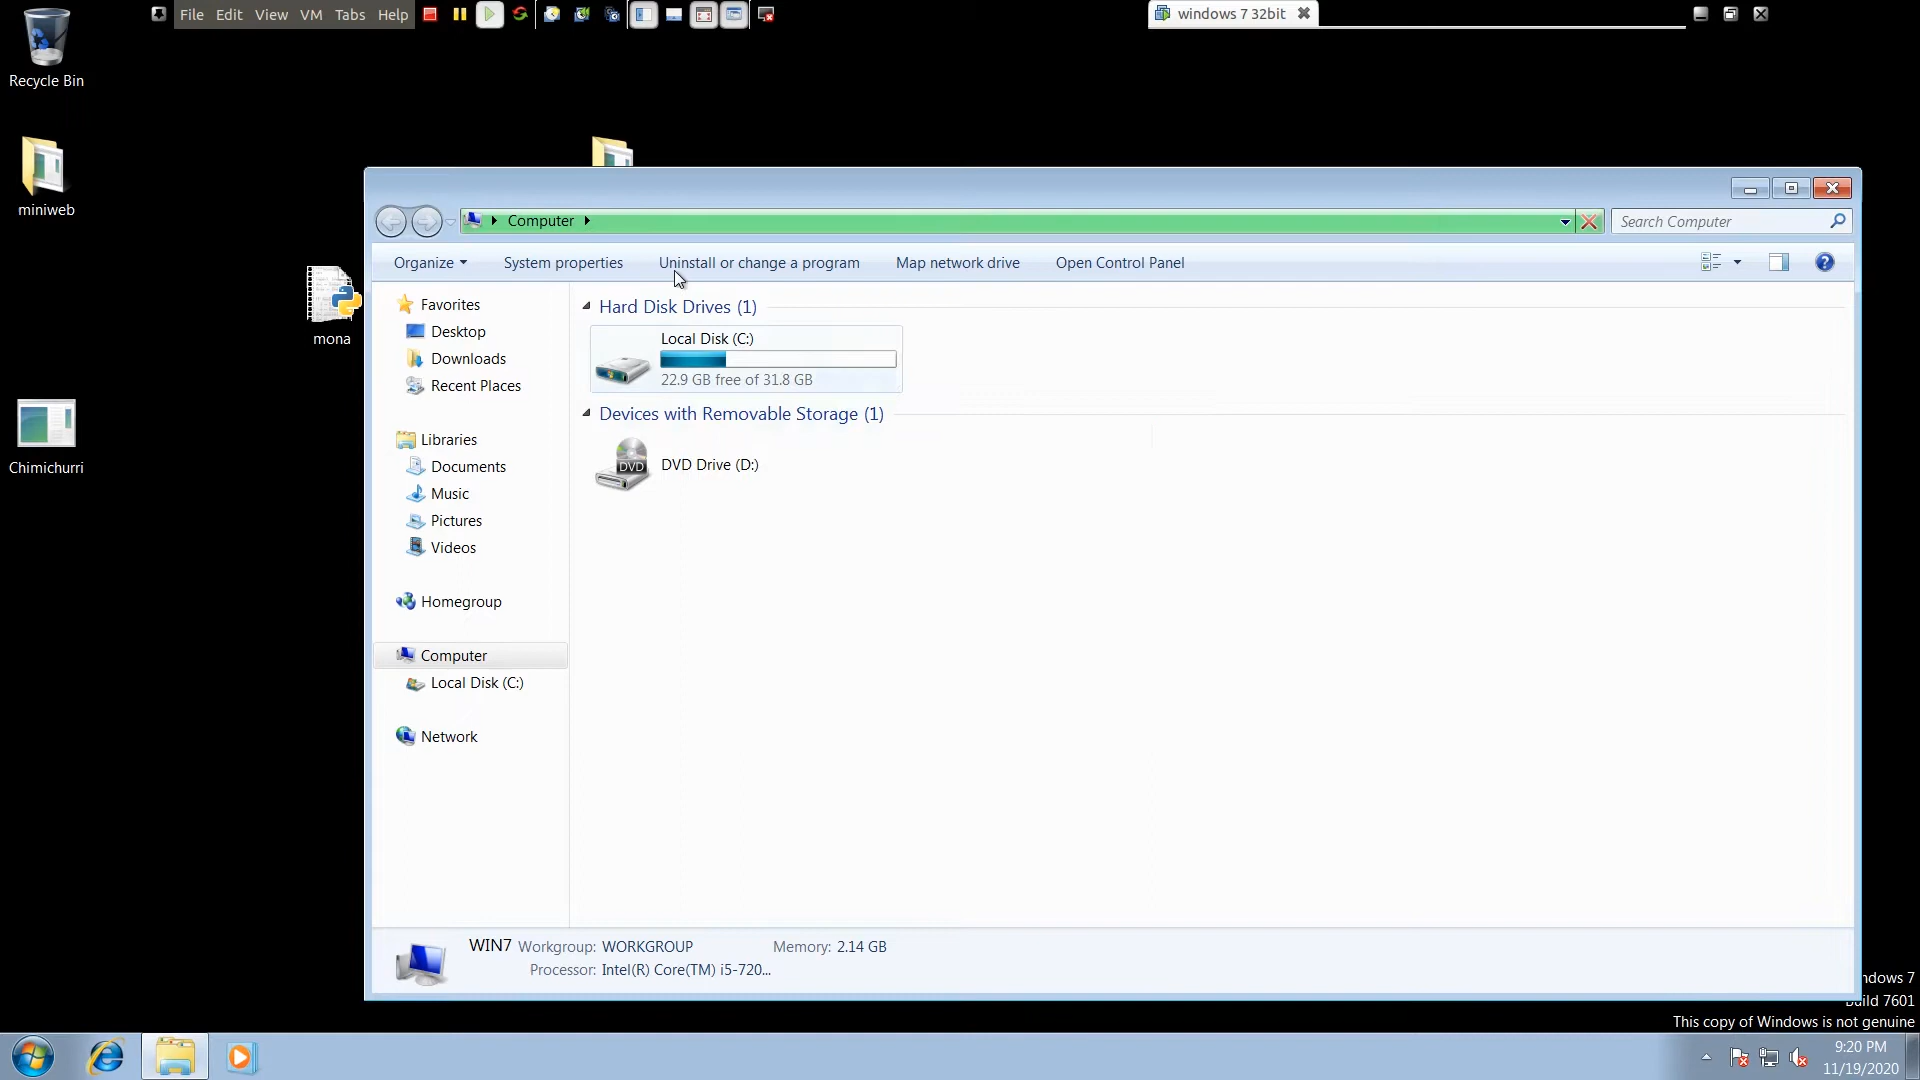 File Edit View VM Tabs Help
windows 7 32bit
Recycle Bin
miniweb
mona
Chimichurri
Computer
Search Computer
Organize System properties Uninstall or change a program Map network drive Open Control Panel
Favorites
Desktop
Downloads
Recent Places
Libraries
Documents
Music
Pictures
Videos
Homegroup
Computer
Local Disk (C:)
Network
Hard Disk Drives (1)
Local Disk (C:)
22.9 GB free of 31.8 GB
Devices with Removable Storage (1)
DVD
DVD Drive (D:)
WIN7 Workgroup: WORKGROUP Memory: 2.14 GB
Processor: Intel(R) Core(TM) i5-720...
ndows 7
uild 7601
This copy of Windows is not genuine
9:20 PM
11/19/2020